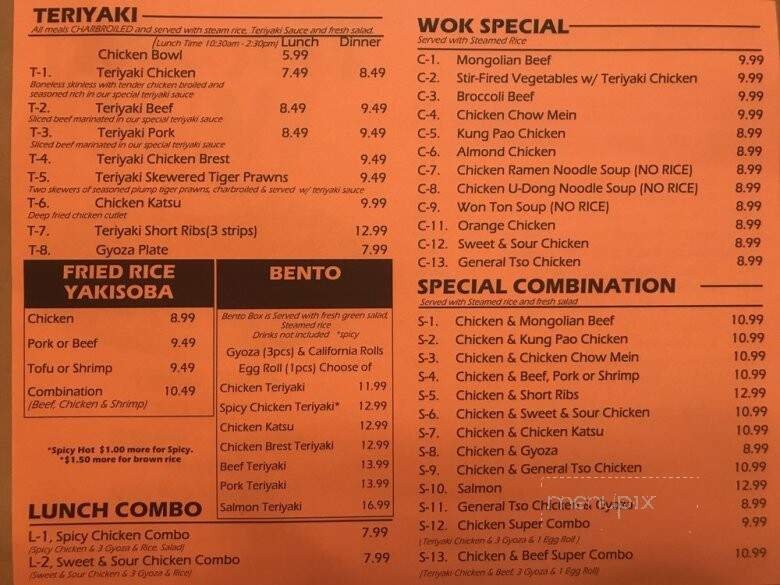 TERIYAKI
All meals CHARBROILED and served with steam rice, Teriyaki Sauce and fresh salad.
(Lunch Time 10:30am - 2:30pm) Lunch Dinner
Chicken Bowl 5.99
T-1. Teriyaki Chicken 7.49 8.49
Boneless skinless with tender chicken broiled and
seasoned rich in our special teriyaki sauce
T-2. Teriyaki Beef 8.49 9.49
Sliced beef marinated in our special teriyaki sauce
T-3. Teriyaki Pork 8.49 9.49
Sliced beef marinated in our special teriyaki sauce
T-4. Teriyaki Chicken Brest 9.49
T-5. Teriyaki Skewered Tiger Prawns 9.49
Two skewers of seasoned plump tiger prawns, charbroiled & served w/ teriyaki sauce
T-6. Chicken Katsu 9.99
Deep fried chicken cutlet
T-7. Teriyaki Short Ribs(3 strips) 12.99
T-8. Gyoza Plate 7.99
FRIED RICE
YAKISOBA
Chicken 8.99
Pork or Beef 9.49
Tofu or Shrimp 9.49
Combination 10.49
(Beef, Chicken & Shrimp)
*Spicy Hot $1.00 more for Spicy.
*$1.50 more for brown rice
BENTO
Bento Box is Served with fresh green salad,
Steamed rice
Drinks not included *spicy
Gyoza (3pcs) & California Rolls
Egg Roll (1pcs) Choose of
Chicken Teriyaki 11.99
Spicy Chicken Teriyaki* 12.99
Chicken Katsu 12.99
Chicken Brest Teriyaki 12.99
Beef Teriyaki 13.99
Pork Teriyaki 13.99
Salmon Teriyaki 16.99
LUNCH COMBO
L-1, Spicy Chicken Combo 7.99
(Spicy Chicken & 3 Gyoza & Rice, Salad)
L-2, Sweet & Sour Chicken Combo 7.99
(Sweet & Sour Chicken & 3 Gyoza & Rice)
WOK SPECIAL
Served with Steamed Rice
C-1. Mongolian Beef 9.99
C-2. Stir-Fired Vegetables w/ Teriyaki Chicken 9.99
C-3. Broccoli Beef 9.99
C-4. Chicken Chow Mein 9.99
C-5. Kung Pao Chicken 8.99
C-6. Almond Chicken 8.99
C-7. Chicken Ramen Noodle Soup (NO RICE) 8.99
C-8. Chicken U-Dong Noodle Soup (NO RICE) 8.99
C-9. Won Ton Soup (NO RICE) 8.99
C-11. Orange Chicken 8.99
C-12. Sweet & Sour Chicken 8.99
C-13. General Tso Chicken 8.99
SPECIAL COMBINATION
Served with Steamed rice and fresh salad
S-1. Chicken & Mongolian Beef 10.99
S-2. Chicken & Kung Pao Chicken 10.99
S-3. Chicken & Chicken Chow Mein 10.99
S-4. Chicken & Beef, Pork or Shrimp 10.99
S-5. Chicken & Short Ribs 12.99
S-6. Chicken & Sweet & Sour Chicken 10.99
S-7. Chicken & Chicken Katsu 10.99
S-8. Chicken & Gyoza 8.99
S-9. Chicken & General Tso Chicken 10.99
S-10. Salmon 12.99
S-11. General Tso Chicken & Gyoza 8.99
S-12. Chicken Super Combo 9.99
(Teriyaki Chicken & 3 Gyoza & 1 Egg Roll)
S-13. Chicken & Beef Super Combo 10.99
(Teriyaki Chicken & Beef, 3 Gyoza & 1 Egg Roll)
menupix